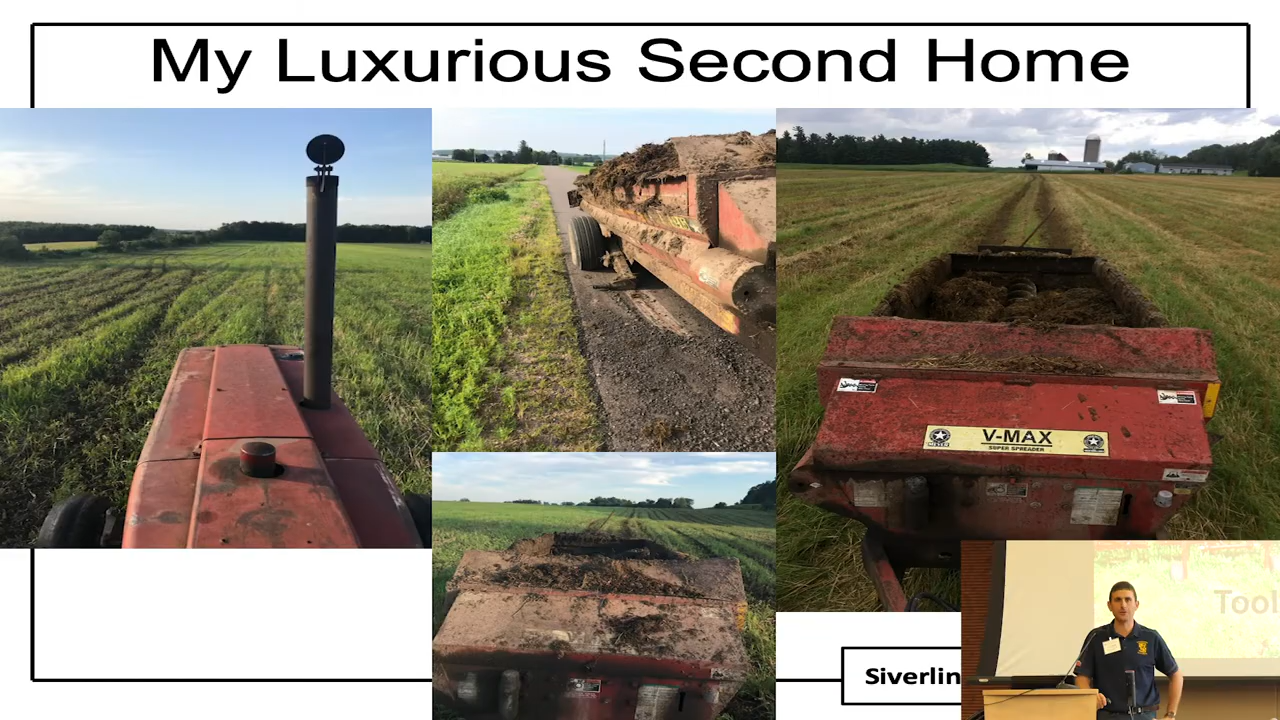 My Luxurious Second Home
V-MAX
SUPER SPREADER
Siverlin
Tool